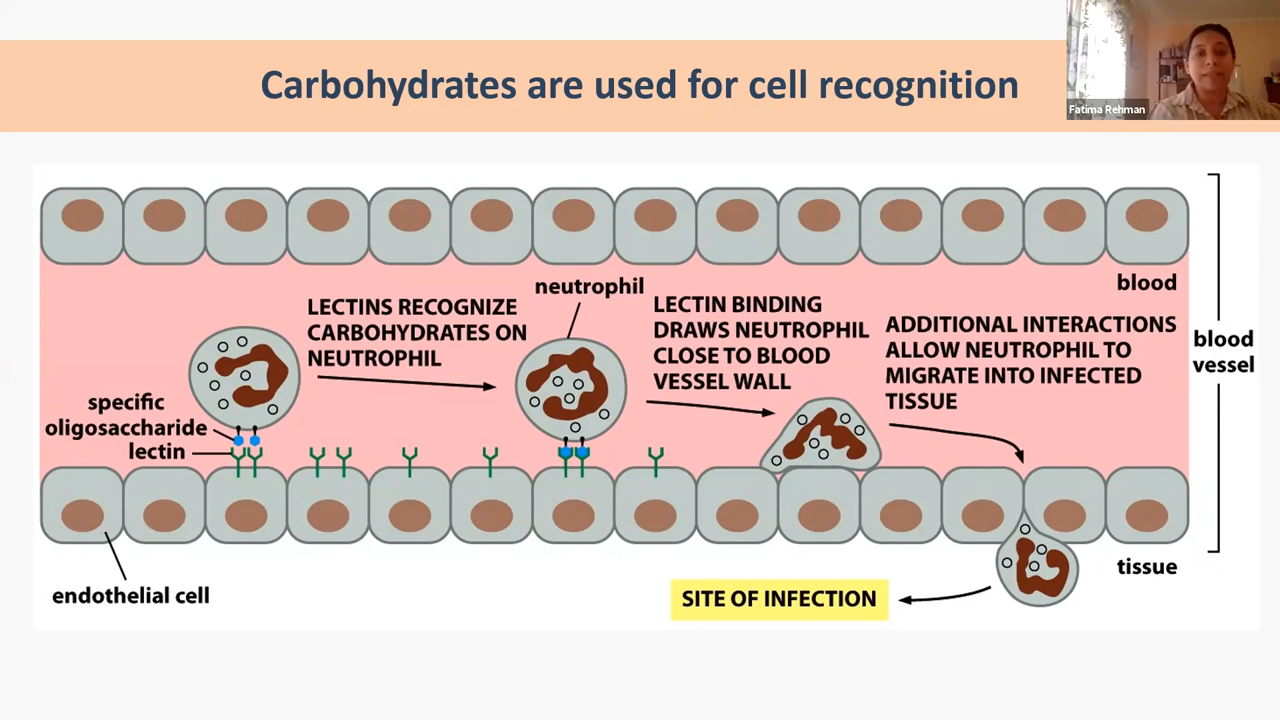 Carbohydrates are used for cell recognition
Fatima Rehman
blood
neutrophil
LECTINS RECOGNIZE
CARBOHYDRATES ON
NEUTROPHIL
LECTIN BINDING
DRAWS NEUTROPHIL
CLOSE TO BLOOD
VESSEL WALL
ADDITIONAL INTERACTIONS
ALLOW NEUTROPHIL TO
MIGRATE INTO INFECTED
TISSUE
blood
vessel
specific
oligosaccharide
lectin
endothelial cell
tissue
SITE OF INFECTION